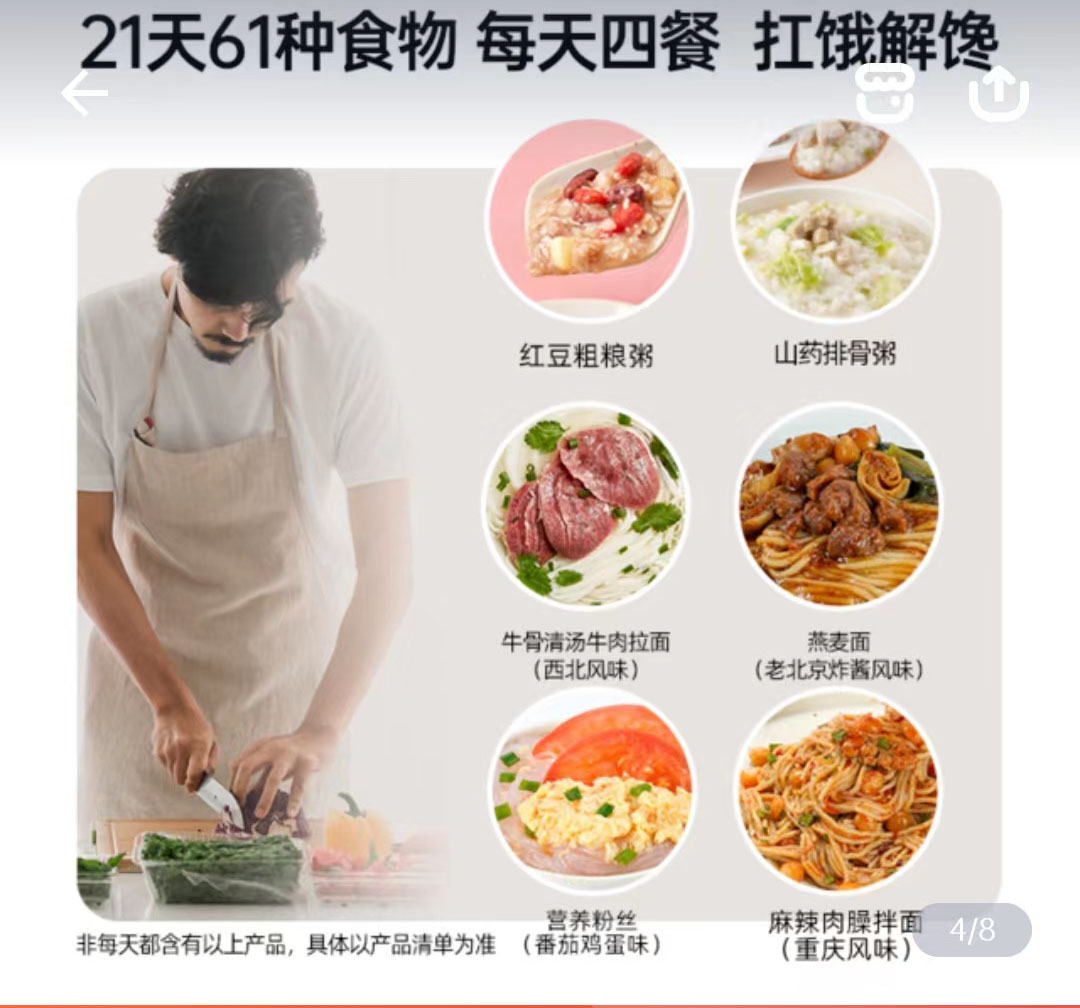 21天61种食物 每天四餐 扛饿解馋
红豆粗粮粥
山药排骨粥
牛骨清汤牛肉拉面
（西北风味）
燕麦面
（老北京炸酱风味）
营养粉丝
（番茄鸡蛋味）
麻辣肉臊拌面
（重庆风味）
非每天都含有以上产品，具体以产品清单为准
4/8